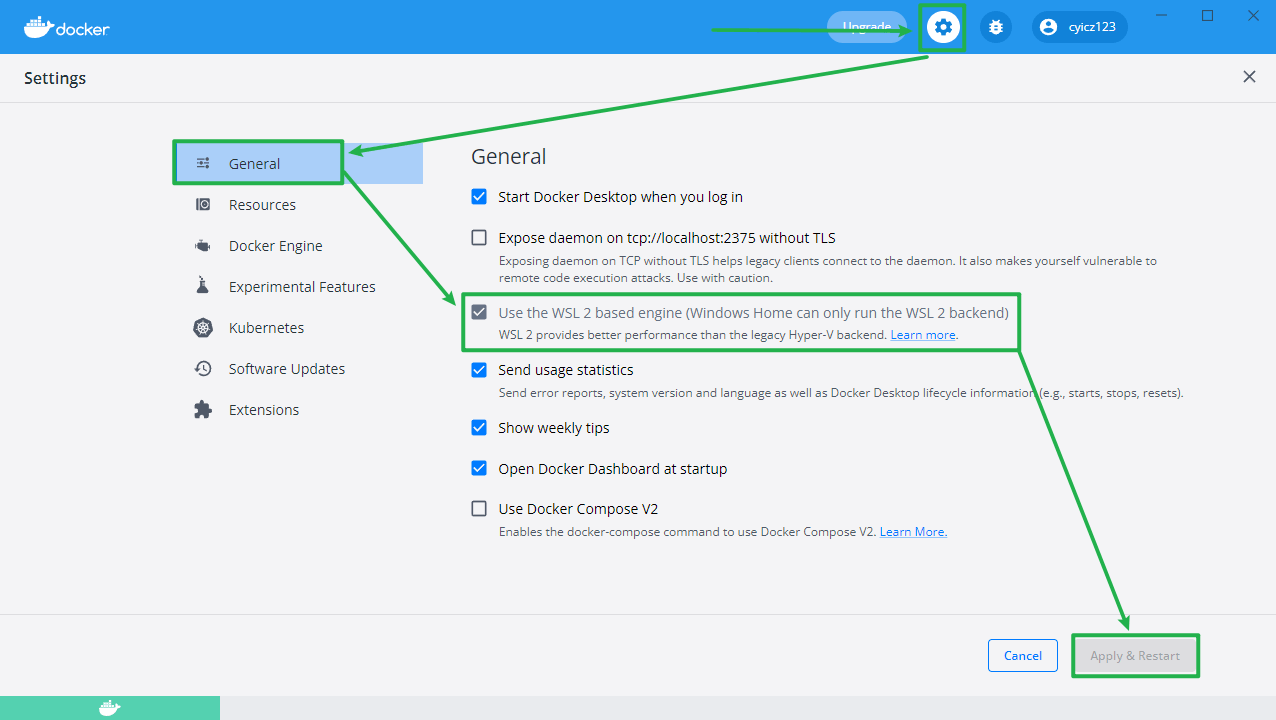 docker
Upgrade
cyicz123
Settings
General
Resources
Docker Engine
Experimental Features
Kubernetes
Software Updates
Extensions
General
Start Docker Desktop when you log in
Expose daemon on tcp://localhost:2375 without TLS
Exposing daemon on TCP without TLS helps legacy clients connect to the daemon. It also makes yourself vulnerable to
remote code execution attacks. Use with caution.
Use the WSL 2 based engine (Windows Home can only run the WSL 2 backend)
WSL 2 provides better performance than the legacy Hyper-V backend. Learn more.
Send usage statistics
Send error reports, system version and language as well as Docker Desktop lifecycle information (e.g., starts, stops, resets).
Show weekly tips
Open Docker Dashboard at startup
Use Docker Compose V2
Enables the docker-compose command to use Docker Compose V2. Learn More.
Cancel
Apply & Restart